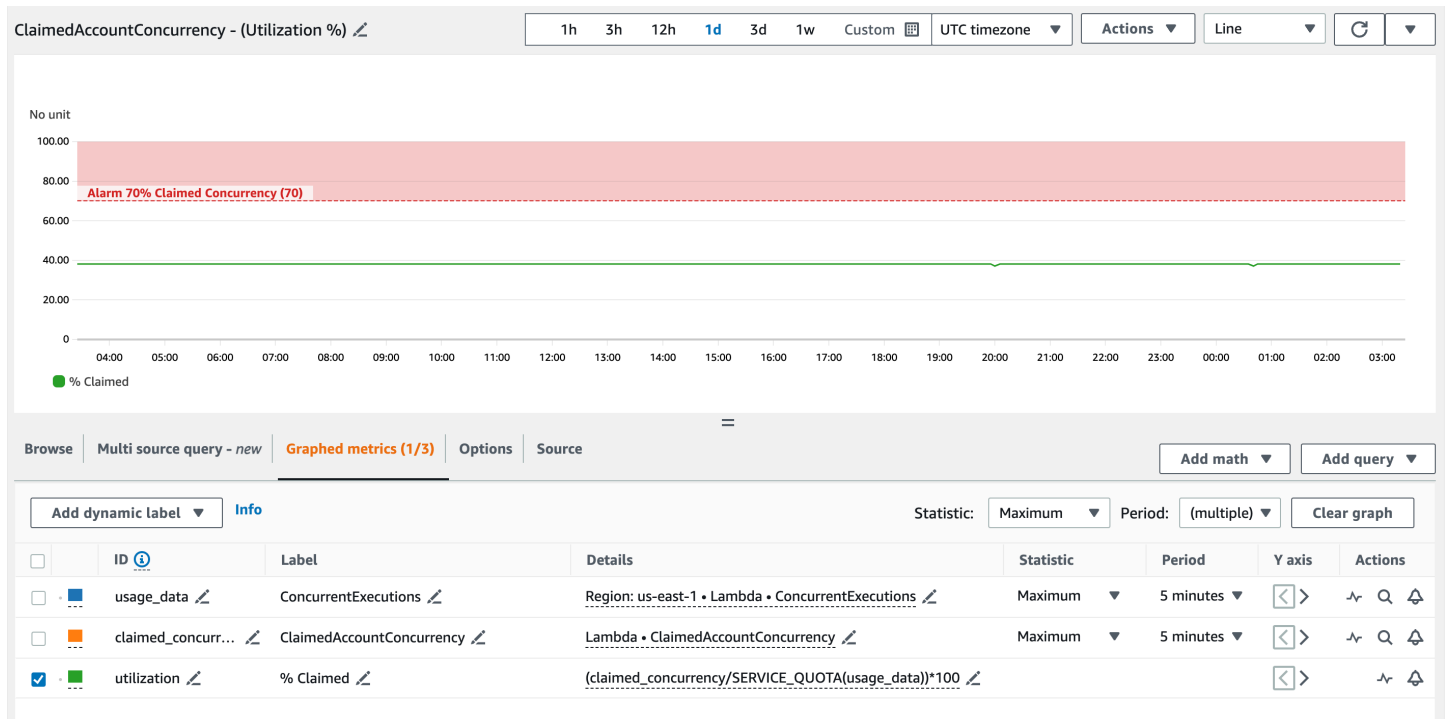 ClaimedAccountConcurrency - (Utilization %) 1h 3h 12h 1d 3d 1w Custom UTC timezone Actions Line
No unit
100.00
80.00
Alarm 70% Claimed Concurrency (70)
60.00
40.00
20.00
0
04:00 05:00 06:00 07:00 08:00 09:00 10:00 11:00 12:00 13:00 14:00 15:00 16:00 17:00 18:00 19:00 20:00 21:00 22:00 23:00 00:00 01:00 02:00 03:00
% Claimed
Browse Multi source query - new Graphed metrics (1/3) Options Source Add math Add query
Add dynamic label Info Statistic: Maximum Period: (multiple) Clear graph
ID Label Details Statistic Period Y axis Actions
usage_data ConcurrentExecutions Region: us-east-1 • Lambda • ConcurrentExecutions Maximum 5 minutes
claimed_concurr... ClaimedAccountConcurrency Lambda • ClaimedAccountConcurrency Maximum 5 minutes
utilization % Claimed (claimed_concurrency/SERVICE_QUOTA(usage_data))*100